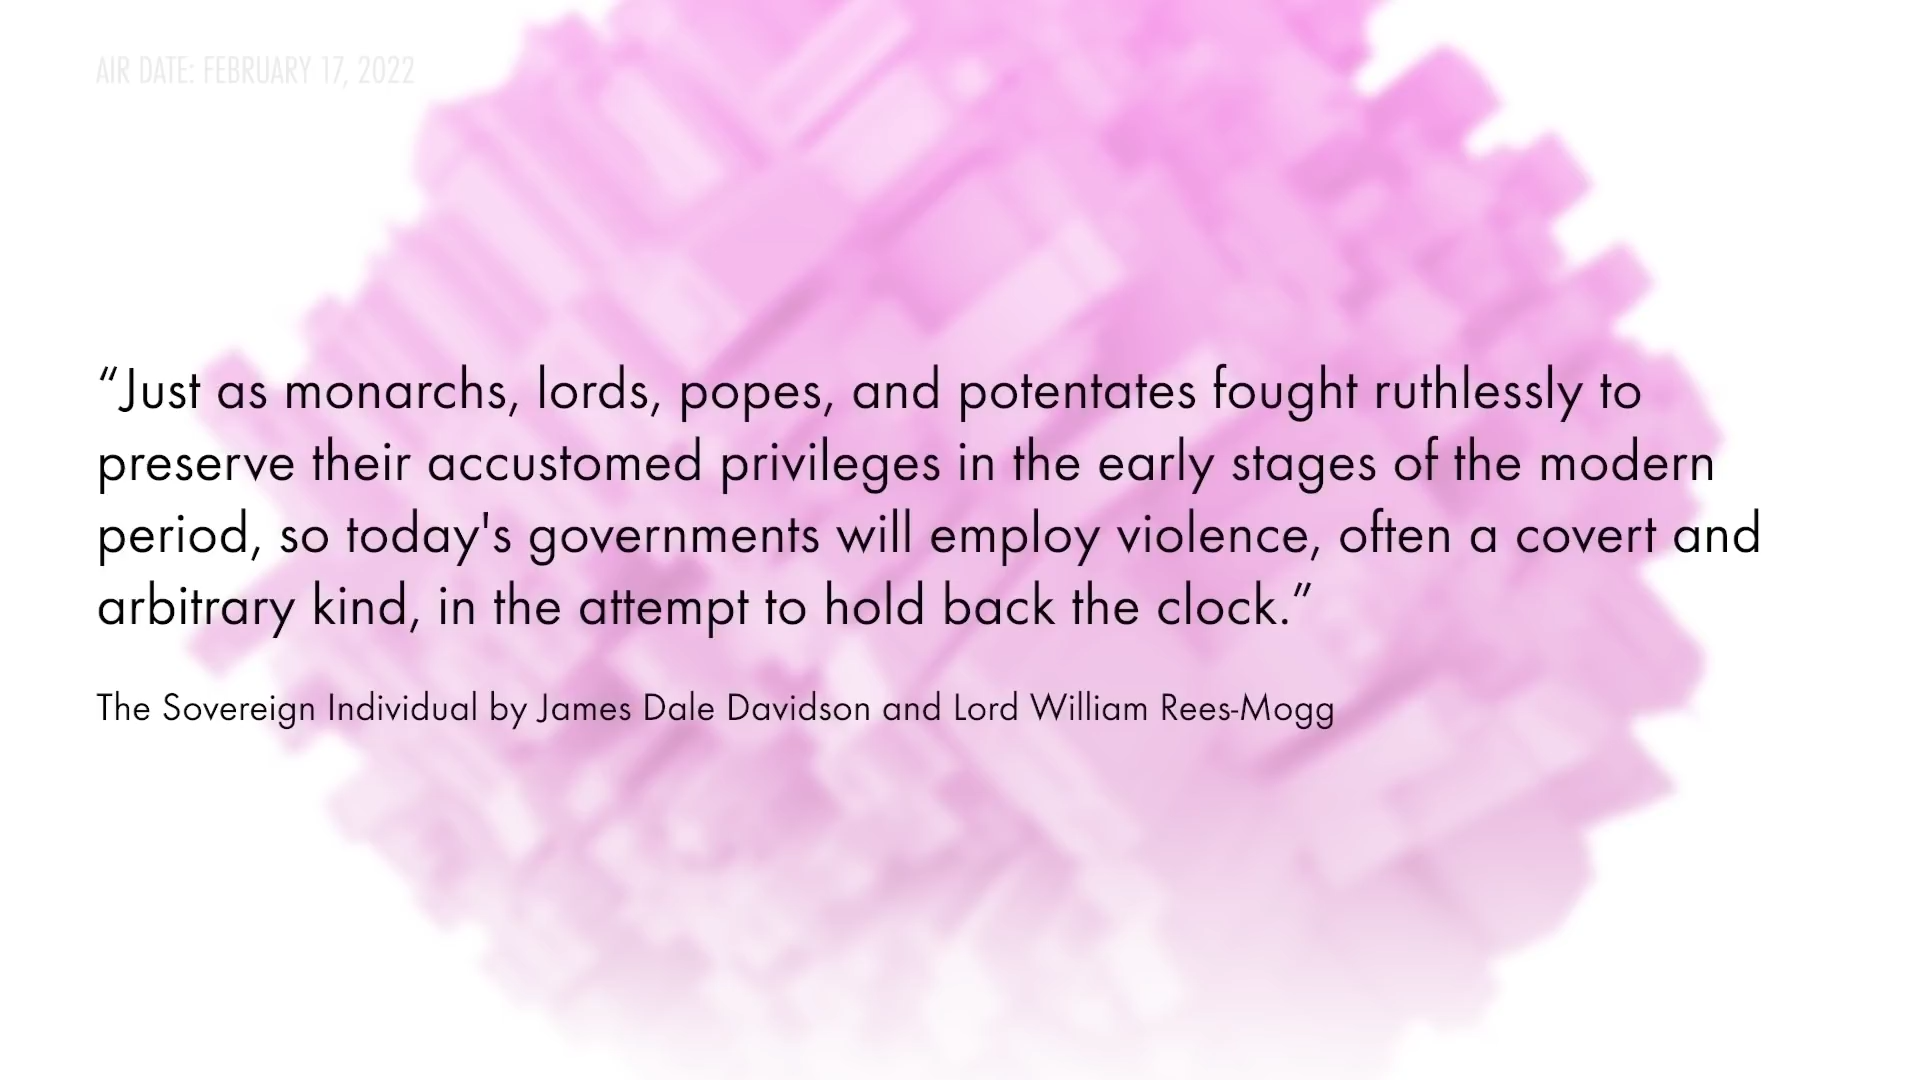 AIR DATE: FEBRUARY 17, 2022
“Just as monarchs, lords, popes, and potentates fought ruthlessly to
preserve their accustomed privileges in the early stages of the modern
period, so today's governments will employ violence, often a covert and
arbitrary kind, in the attempt to hold back the clock.”
The Sovereign Individual by James Dale Davidson and Lord William Rees-Mogg